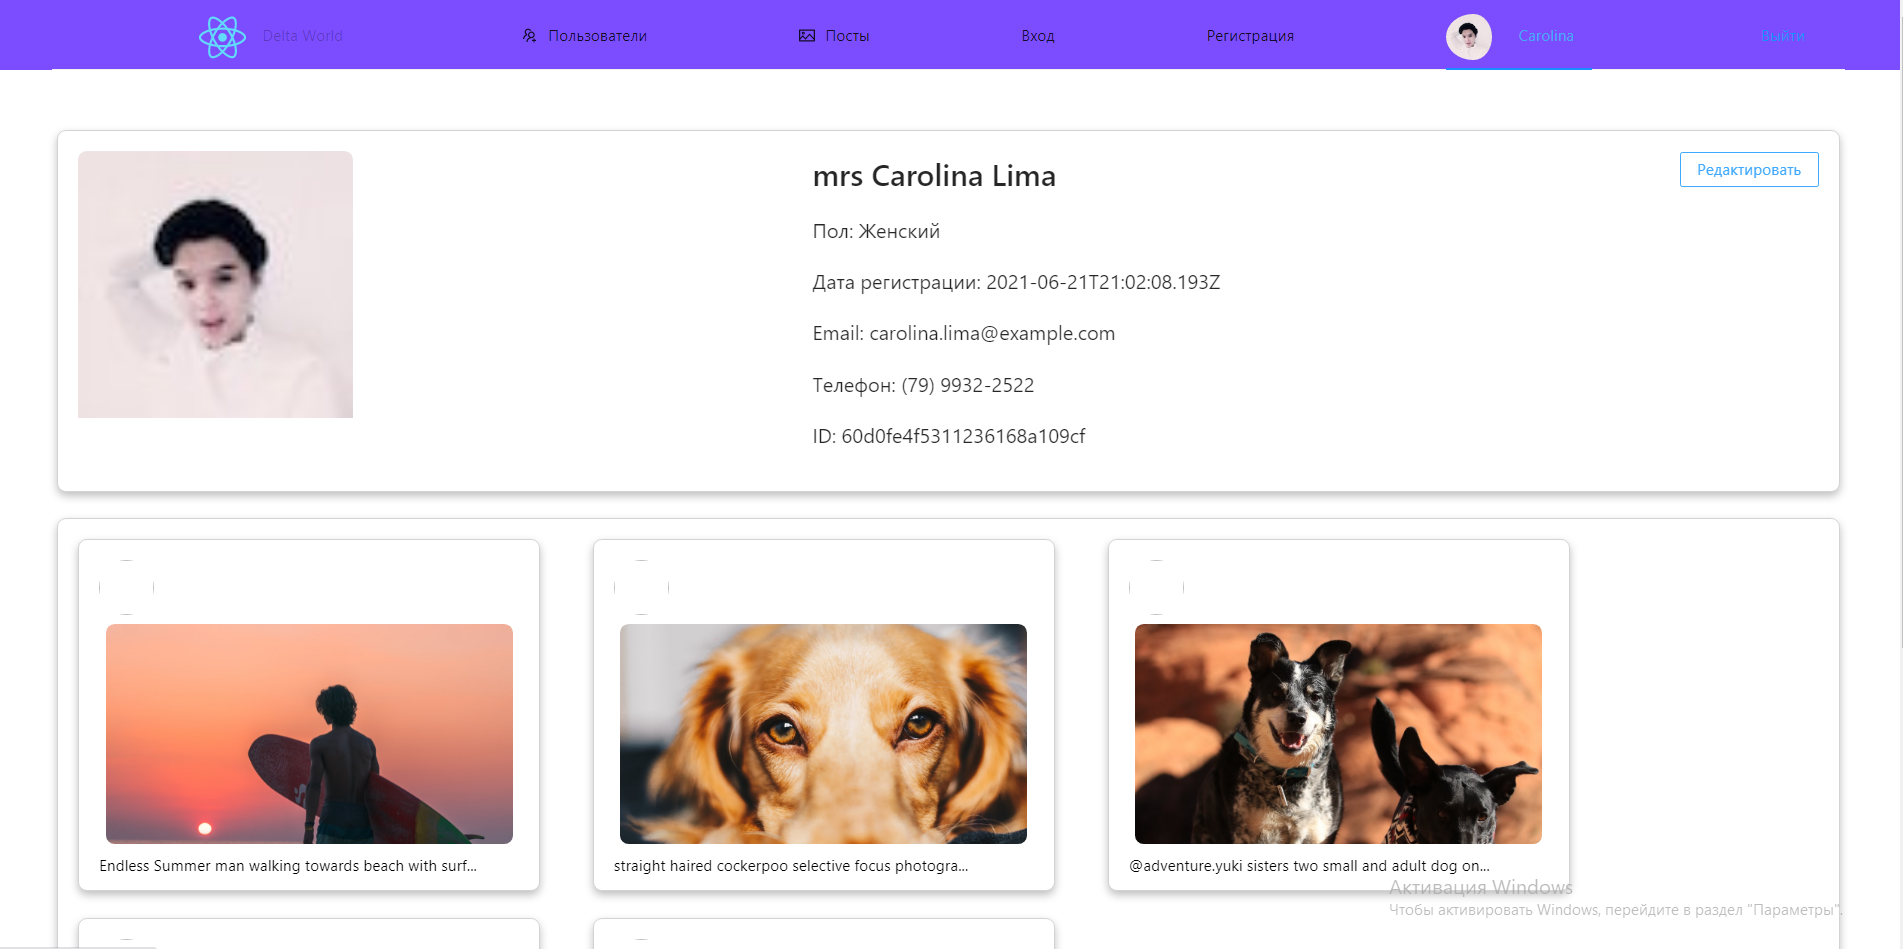 Delta World
Пользователи
Посты
Вход
Регистрация
Carolina
Выйти
mrs Carolina Lima
Редактировать
Пол: Женский
Дата регистрации: 2021-06-21T21:02:08.193Z
Email: carolina.lima@example.com
Телефон: (79) 9932-2522
ID: 60d0fe4f5311236168a109cf
Endless Summer man walking towards beach with surf...
straight haired cockerpoo selective focus photogra...
@adventure.yuki sisters two small and adult dog on...
Активация Windows
Чтобы активировать Windows, перейдите в раздел "Параметры".